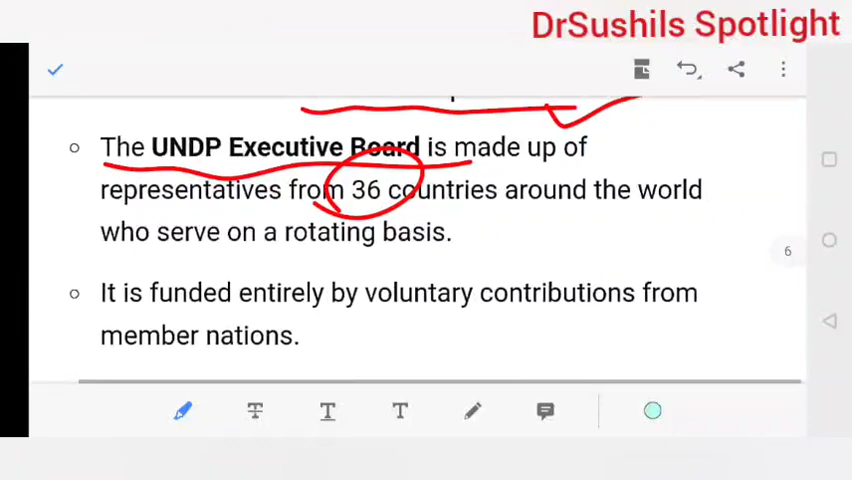 DrSushils Spotlight
The UNDP Executive Board is made up of
representatives from 36 countries around the world
who serve on a rotating basis.
6
It is funded entirely by voluntary contributions from
member nations.
T T T